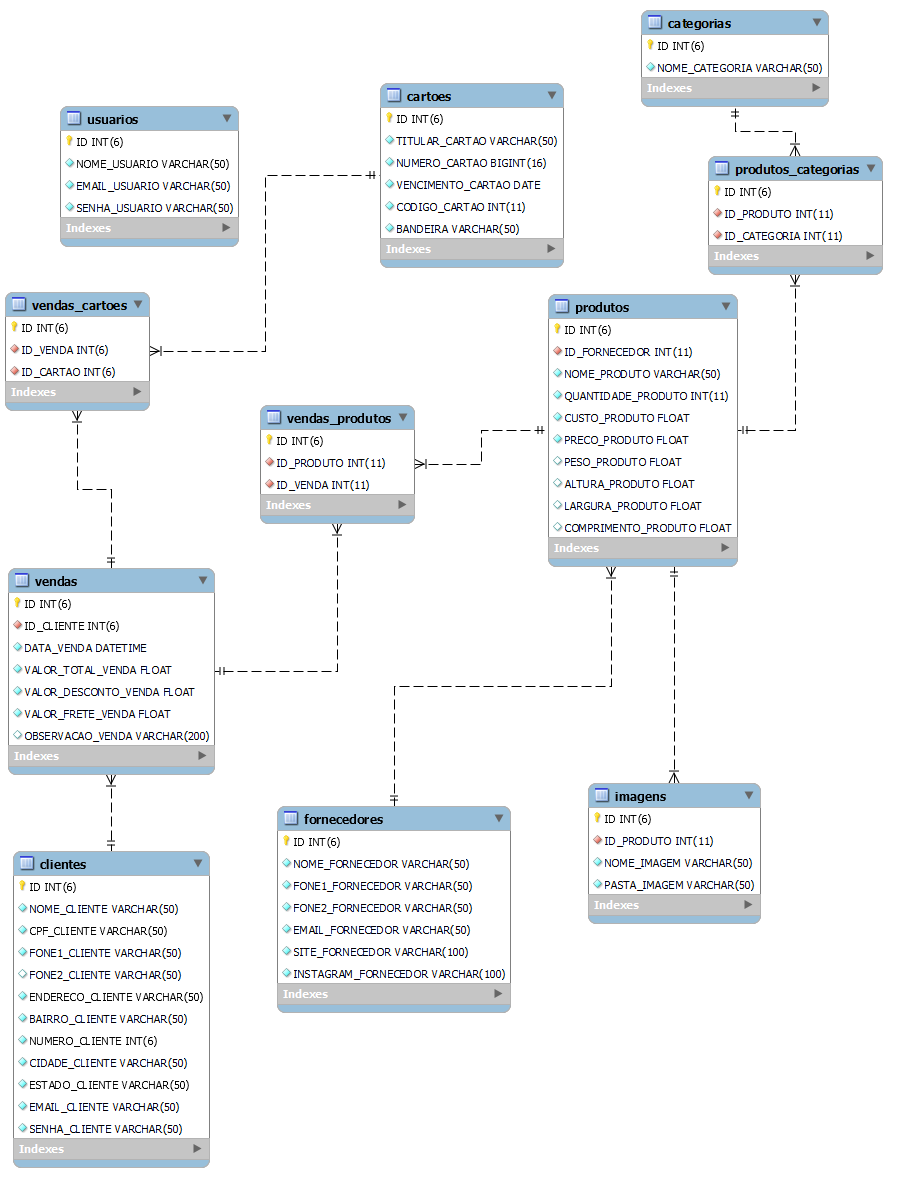 categorias
ID INT(6)
NOME_CATEGORIA VARCHAR(50)
Indexes
cartoes
ID INT(6)
TITULAR_CARTAO VARCHAR(50)
NUMERO_CARTAO BIGINT(16)
VENCIMENTO_CARTAO DATE
CODIGO_CARTAO INT(11)
BANDEIRA VARCHAR(50)
Indexes
usuarios
ID INT(6)
NOME_USUARIO VARCHAR(50)
EMAIL_USUARIO VARCHAR(50)
SENHA_USUARIO VARCHAR(50)
Indexes
produtos_categorias
ID INT(6)
ID_PRODUTO INT(11)
ID_CATEGORIA INT(11)
Indexes
vendas_cartoes
ID INT(6)
ID_VENDA INT(6)
ID_CARTAO INT(6)
Indexes
produtos
ID INT(6)
ID_FORNECEDOR INT(11)
NOME_PRODUTO VARCHAR(50)
QUANTIDADE_PRODUTO INT(11)
CUSTO_PRODUTO FLOAT
PRECO_PRODUTO FLOAT
PESO_PRODUTO FLOAT
ALTURA_PRODUTO FLOAT
LARGURA_PRODUTO FLOAT
COMPRIMENTO_PRODUTO FLOAT
Indexes
vendas_produtos
ID INT(6)
ID_PRODUTO INT(11)
ID_VENDA INT(11)
Indexes
vendas
ID INT(6)
ID_CLIENTE INT(6)
DATA_VENDA DATETIME
VALOR_TOTAL_VENDA FLOAT
VALOR_DESCONTO_VENDA FLOAT
VALOR_FRETE_VENDA FLOAT
OBSERVACAO_VENDA VARCHAR(200)
Indexes
imagens
ID INT(6)
ID_PRODUTO INT(11)
NOME_IMAGEM VARCHAR(50)
PASTA_IMAGEM VARCHAR(50)
Indexes
fornecedores
ID INT(6)
NOME_FORNECEDOR VARCHAR(50)
FONE1_FORNECEDOR VARCHAR(50)
FONE2_FORNECEDOR VARCHAR(50)
EMAIL_FORNECEDOR VARCHAR(50)
SITE_FORNECEDOR VARCHAR(100)
INSTAGRAM_FORNECEDOR VARCHAR(100)
Indexes
clientes
ID INT(6)
NOME_CLIENTE VARCHAR(50)
CPF_CLIENTE VARCHAR(50)
FONE1_CLIENTE VARCHAR(50)
FONE2_CLIENTE VARCHAR(50)
ENDERECO_CLIENTE VARCHAR(50)
BAIRRO_CLIENTE VARCHAR(50)
NUMERO_CLIENTE INT(6)
CIDADE_CLIENTE VARCHAR(50)
ESTADO_CLIENTE VARCHAR(50)
EMAIL_CLIENTE VARCHAR(50)
SENHA_CLIENTE VARCHAR(50)
Indexes